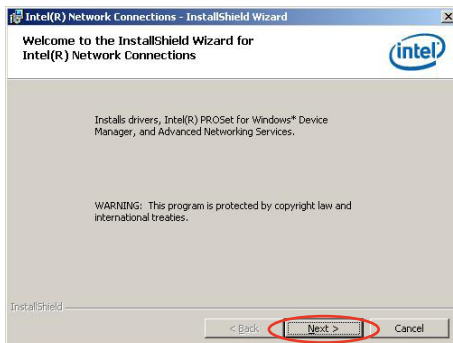 Intel(R) Network Connections - InstallShield Wizard
Welcome to the InstallShield Wizard for
Intel(R) Network Connections
intel
Installs drivers, Intel(R) PROSet for Windows* Device
Manager, and Advanced Networking Services.
WARNING: This program is protected by copyright law and
international treaties.
InstallShield
< Back
Next >
Cancel